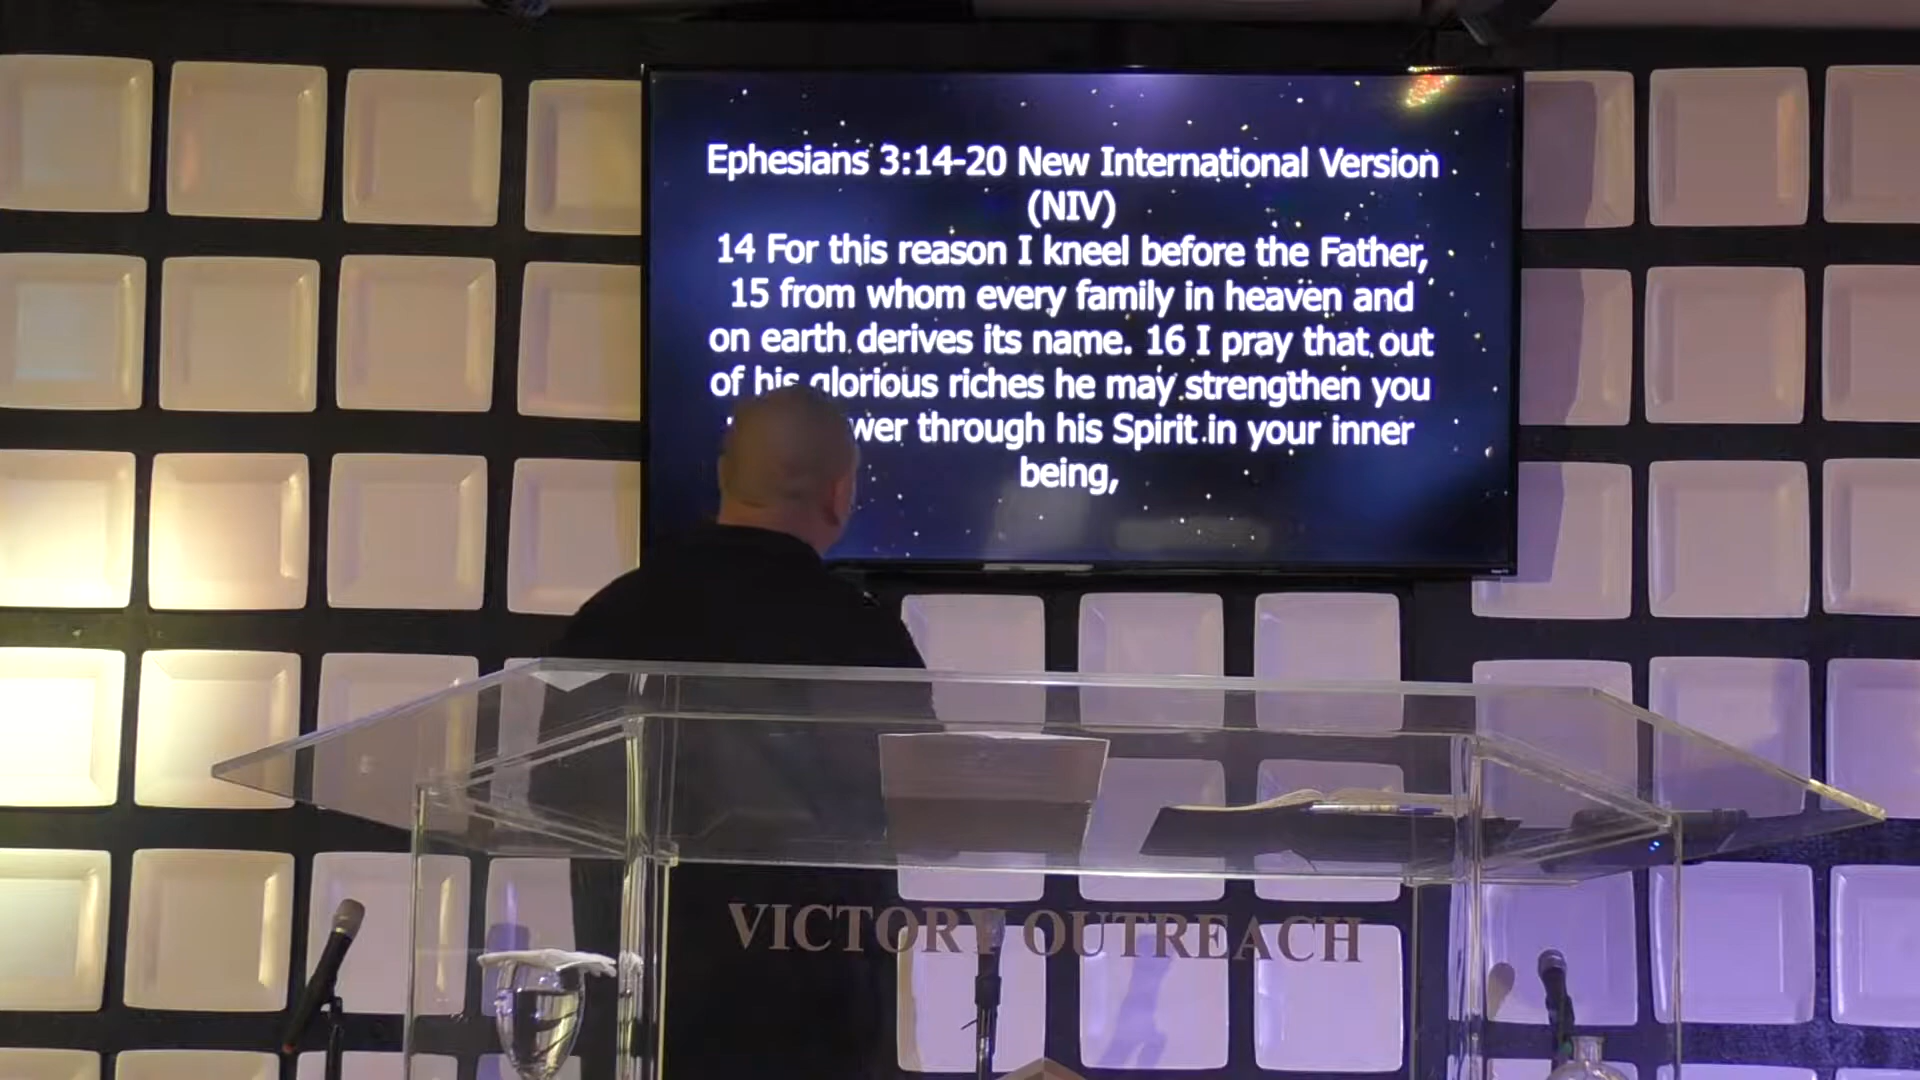 Ephesians 3:14-20 New International Version
(NIV)
14 For this reason I kneel before the Father,
15 from whom every family in heaven and
on earth derives its name. 16 I pray that out
of his glorious riches he may strengthen you
through his Spirit in your inner
being,
VICTORY OUTREACH